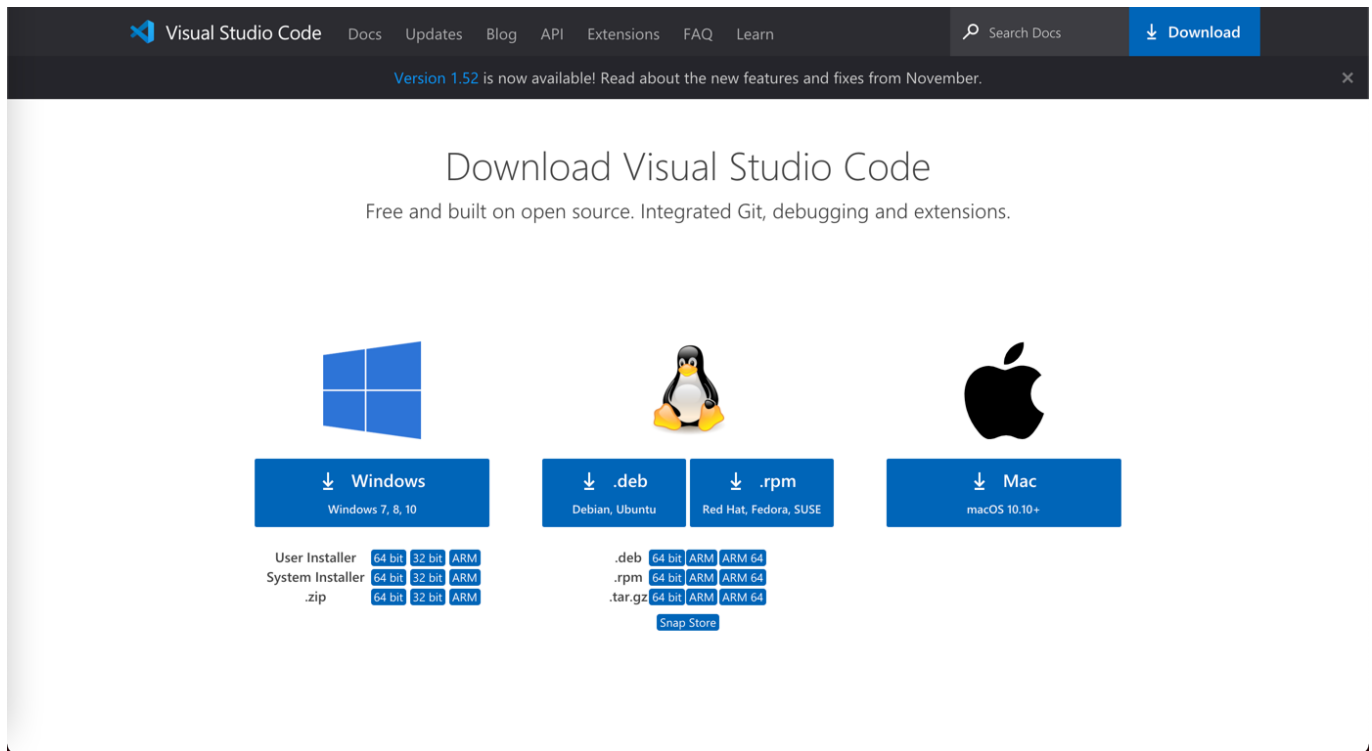 Visual Studio Code Docs Updates Blog API Extensions FAQ Learn Search Docs Download
Version 1.52 is now available! Read about the new features and fixes from November.
Download Visual Studio Code
Free and built on open source. Integrated Git, debugging and extensions.
Windows
Windows 7, 8, 10
User Installer 64 bit 32 bit ARM
System Installer 64 bit 32 bit ARM
.zip 64 bit 32 bit ARM
.deb
Debian, Ubuntu
.rpm
Red Hat, Fedora, SUSE
.deb 64 bit ARM ARM 64
.rpm 64 bit ARM ARM 64
.tar.gz 64 bit ARM ARM 64
Snap Store
Mac
macOS 10.10+